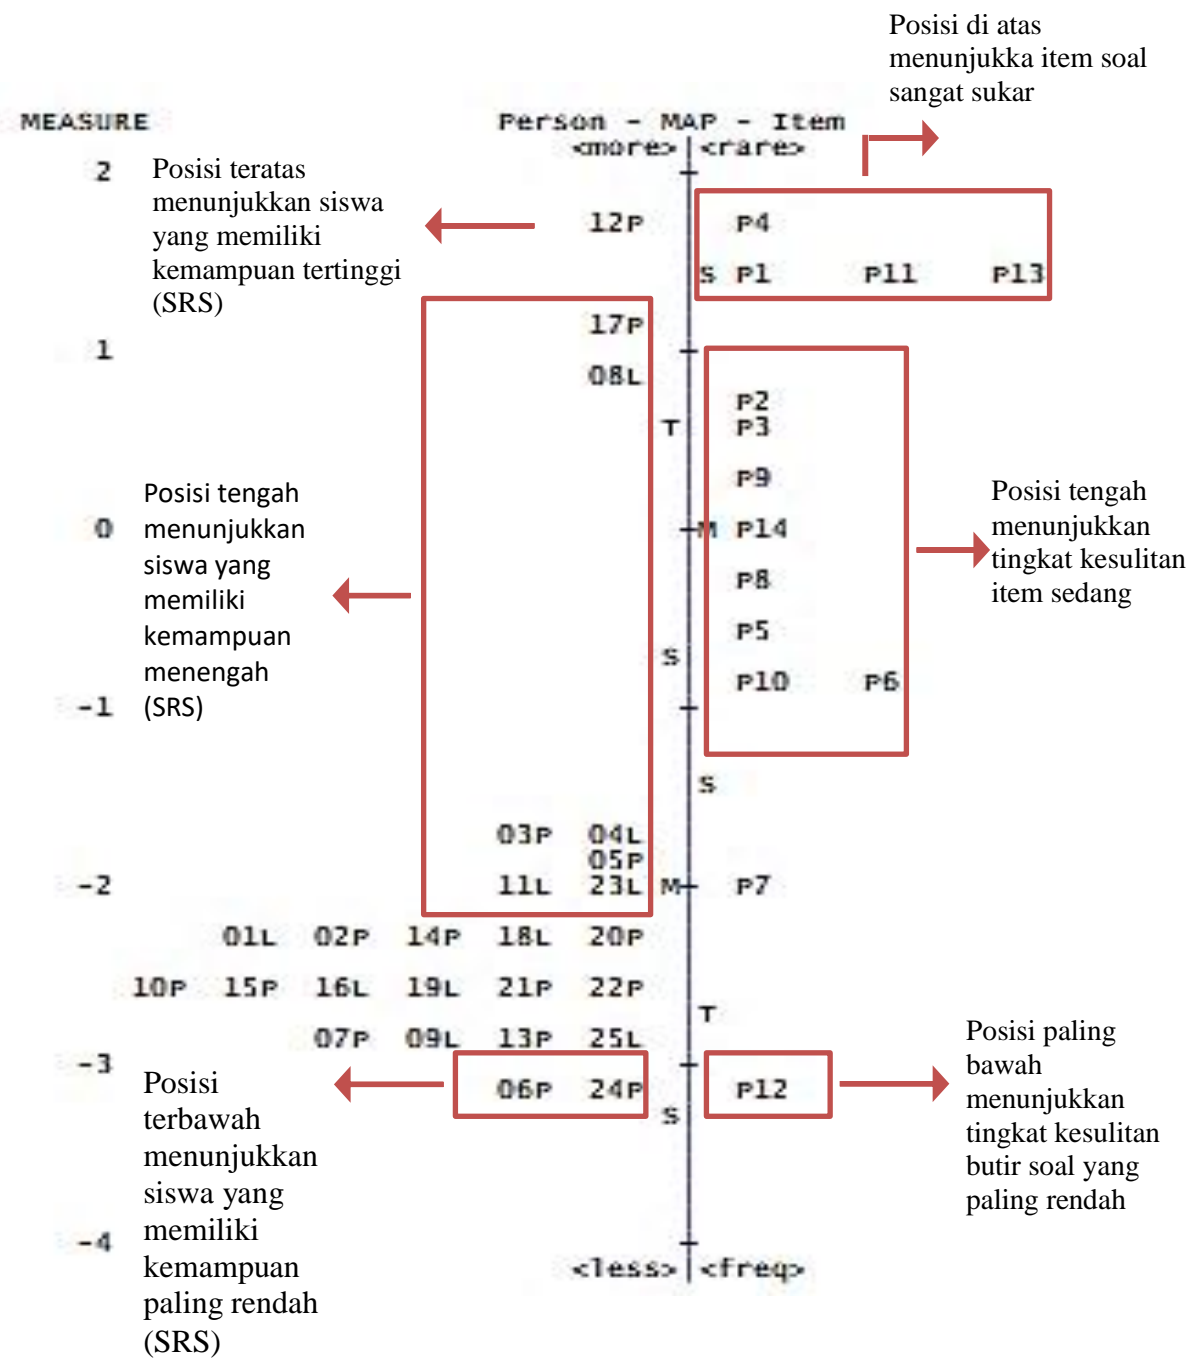 Posisi di atas
menunjukka item soal
sangat sukar
MEASURE Person - MAP - Item
<more>|<rare>
2
Posisi teratas
menunjukkan siswa
yang memiliki
kemampuan tertinggi
(SRS)
12P P4
S P1 P11 P13
17P
1
08L
P2
T P3
P9
Posisi tengah
menunjukkan
siswa yang
memiliki
kemampuan
menengah
(SRS)
0 M P14
Posisi tengah
menunjukkan
tingkat kesulitan
item sedang
P8
P5
S
P10 P6
-1
S
03P 04L
05P
-2 11L 23L M P7
01L 02P 14P 18L 20P
10P 15P 16L 19L 21P 22P
T
07P 09L 13P 25L
-3
06P 24P P12
S
Posisi
terbawah
menunjukkan
siswa yang
memiliki
kemampuan
paling rendah
(SRS)
Posisi paling
bawah
menunjukkan
tingkat kesulitan
butir soal yang
paling rendah
-4
<less>|<freq>